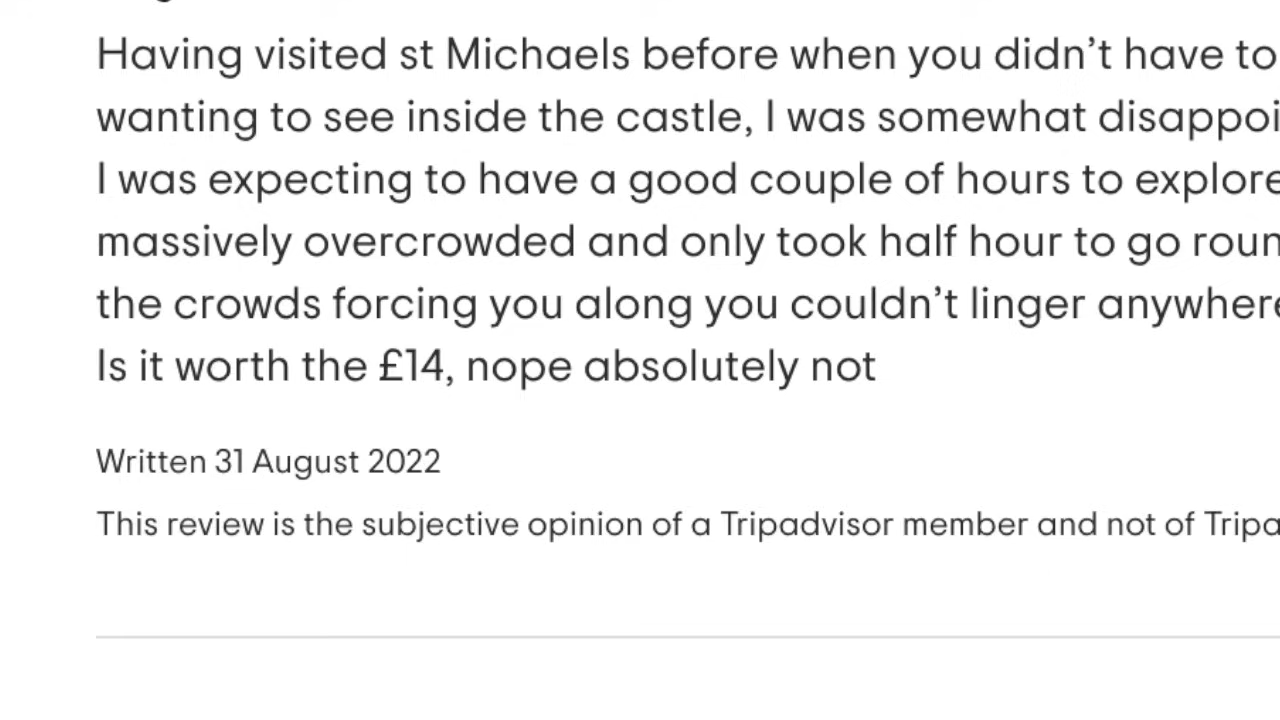 Having visited st Michaels before when you didn’t have to
wanting to see inside the castle, I was somewhat
I was expecting to have a good couple of hours to explore
massively overcrowded and only took half hour to go
the crowds forcing you along you couldn’t linger anywhere
Is it worth the £14, nope absolutely not
Written 31 August 2022
This review is the subjective opinion of a Tripadvisor member and not of